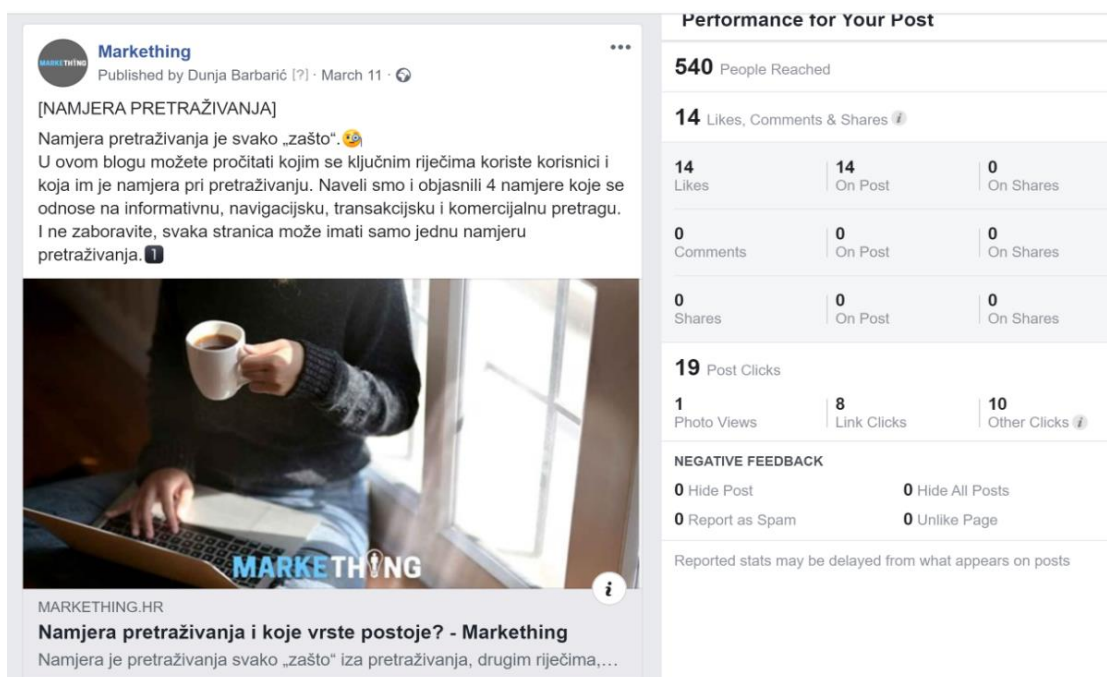 Markething
Published by Dunja Barbarić [?] · March 11 ·
[NAMJERA PRETRAŽIVANJA]
Namjera pretraživanja je svako „zašto“.🧐
U ovom blogu možete pročitati kojim se ključnim riječima koriste korisnici i
koja im je namjera pri pretraživanju. Naveli smo i objasnili 4 namjere koje se
odnose na informativnu, navigacijsku, transakcijsku i komercijalnu pretragu.
I ne zaboravite, svaka stranica može imati samo jednu namjeru
pretraživanja.1️⃣
MARKETHING
MARKETHING
i
MARKETHING.HR
Namjera pretraživanja i koje vrste postoje? - Markething
Namjera je pretraživanja svako „zašto“ iza pretraživanja, drugim riječima,…
Performance for Your Post
540 People Reached
14 Likes, Comments & Shares i
14 14 0
Likes On Post On Shares
0 0 0
Comments On Post On Shares
0 0 0
Shares On Post On Shares
19 Post Clicks
1 8 10
Photo Views Link Clicks Other Clicks i
NEGATIVE FEEDBACK
0 Hide Post 0 Hide All Posts
0 Report as Spam 0 Unlike Page
Reported stats may be delayed from what appears on posts